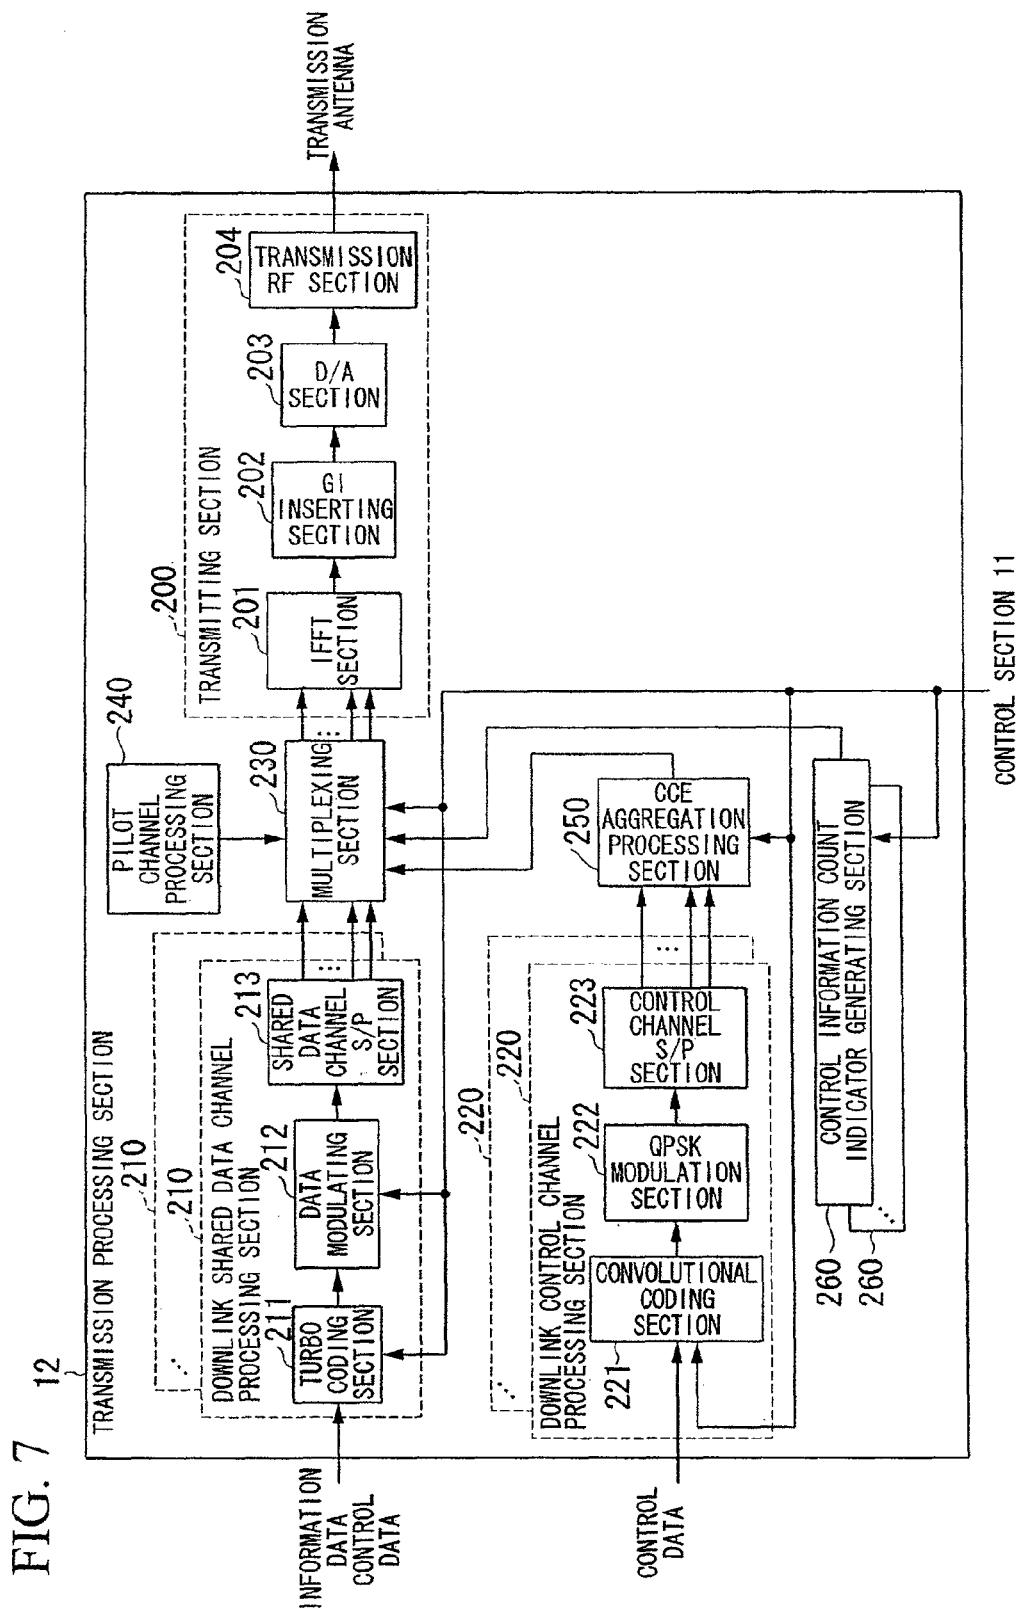 FIG. 7
12
TRANSMISSION PROCESSING SECTION
210
210
DOWNLINK SHARED DATA CHANNEL
PROCESSING SECTION
211
TURBO
CODING
SECTION
212
DATA
MODULATING
SECTION
213
SHARED
DATA
CHANNEL
S/P
SECTION
INFORMATION
DATA
CONTROL
DATA
240
PILOT
CHANNEL
PROCESSING
SECTION
230
MULTIPLEXING
SECTION
200
TRANSMITTING SECTION
201
IFFT
SECTION
202
GI
INSERTING
SECTION
203
D/A
SECTION
204
TRANSMISSION
RF SECTION
TRANSMISSION
ANTENNA
220
220
DOWNLINK CONTROL CHANNEL
PROCESSING SECTION
221
CONVOLUTIONAL
CODING
SECTION
222
QPSK
MODULATION
SECTION
223
CONTROL
CHANNEL
S/P
SECTION
CONTROL
DATA
250
CCE
AGGREGATION
PROCESSING
SECTION
260
260
CONTROL INFORMATION COUNT
INDICATOR GENERATING SECTION
CONTROL SECTION 11